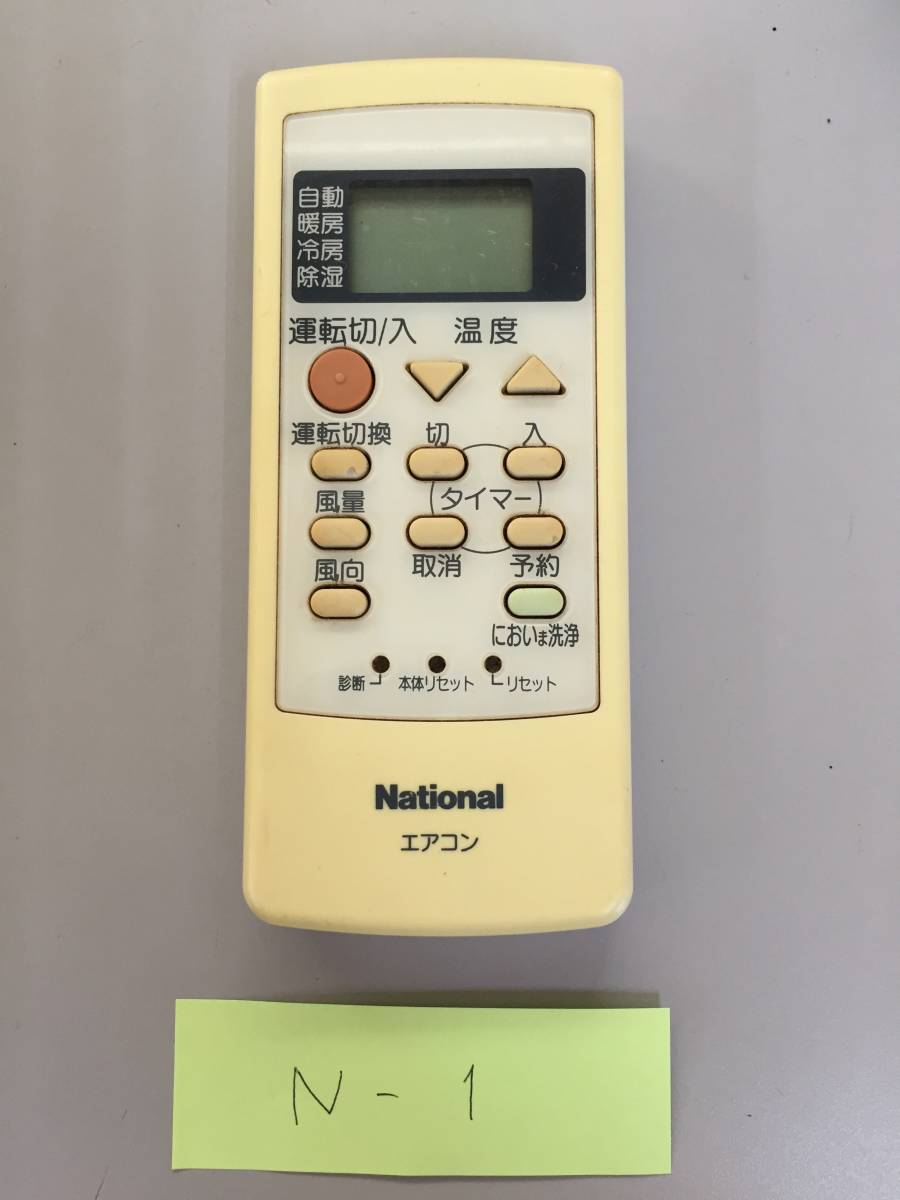 自動
暖房
冷房
除湿
運転切/入 温度
運転切換 切 入
風量 (タイマー)
風向 取消 予約
においま洗浄
診断 本体リセット リセット
National
エアコン
N-1